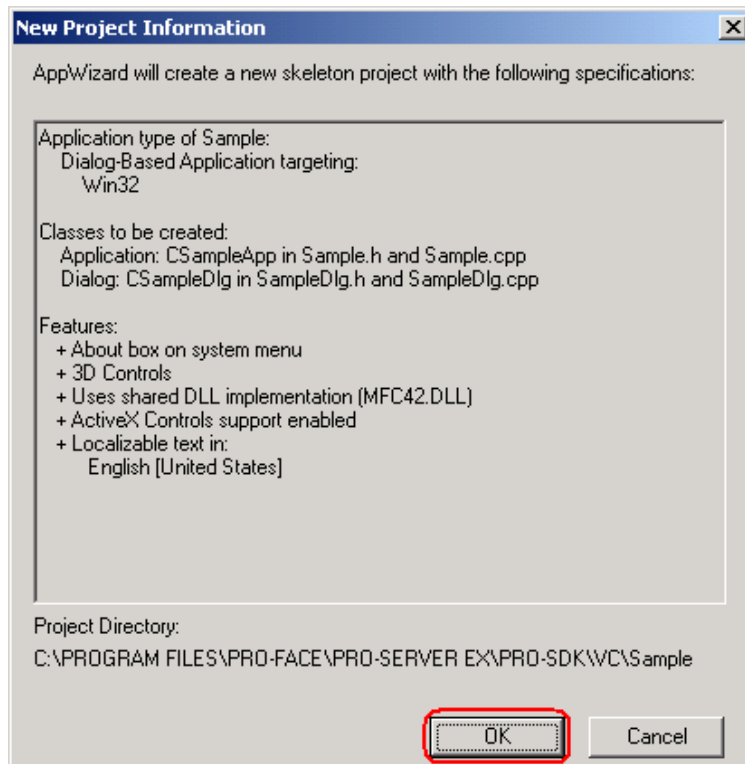 New Project Information
AppWizard will create a new skeleton project with the following specifications:
Application type of Sample:
Dialog-Based Application targeting:
Win32
Classes to be created:
Application: CSampleApp in Sample.h and Sample.cpp
Dialog: CSampleDlg in SampleDlg.h and SampleDlg.cpp
Features:
+ About box on system menu
+ 3D Controls
+ Uses shared DLL implementation (MFC42.DLL)
+ ActiveX Controls support enabled
+ Localizable text in:
English [United States]
Project Directory:
C:\PROGRAM FILES\PRO-FACE\PRO-SERVER EX\PRO-SDK\VC\Sample
OK Cancel